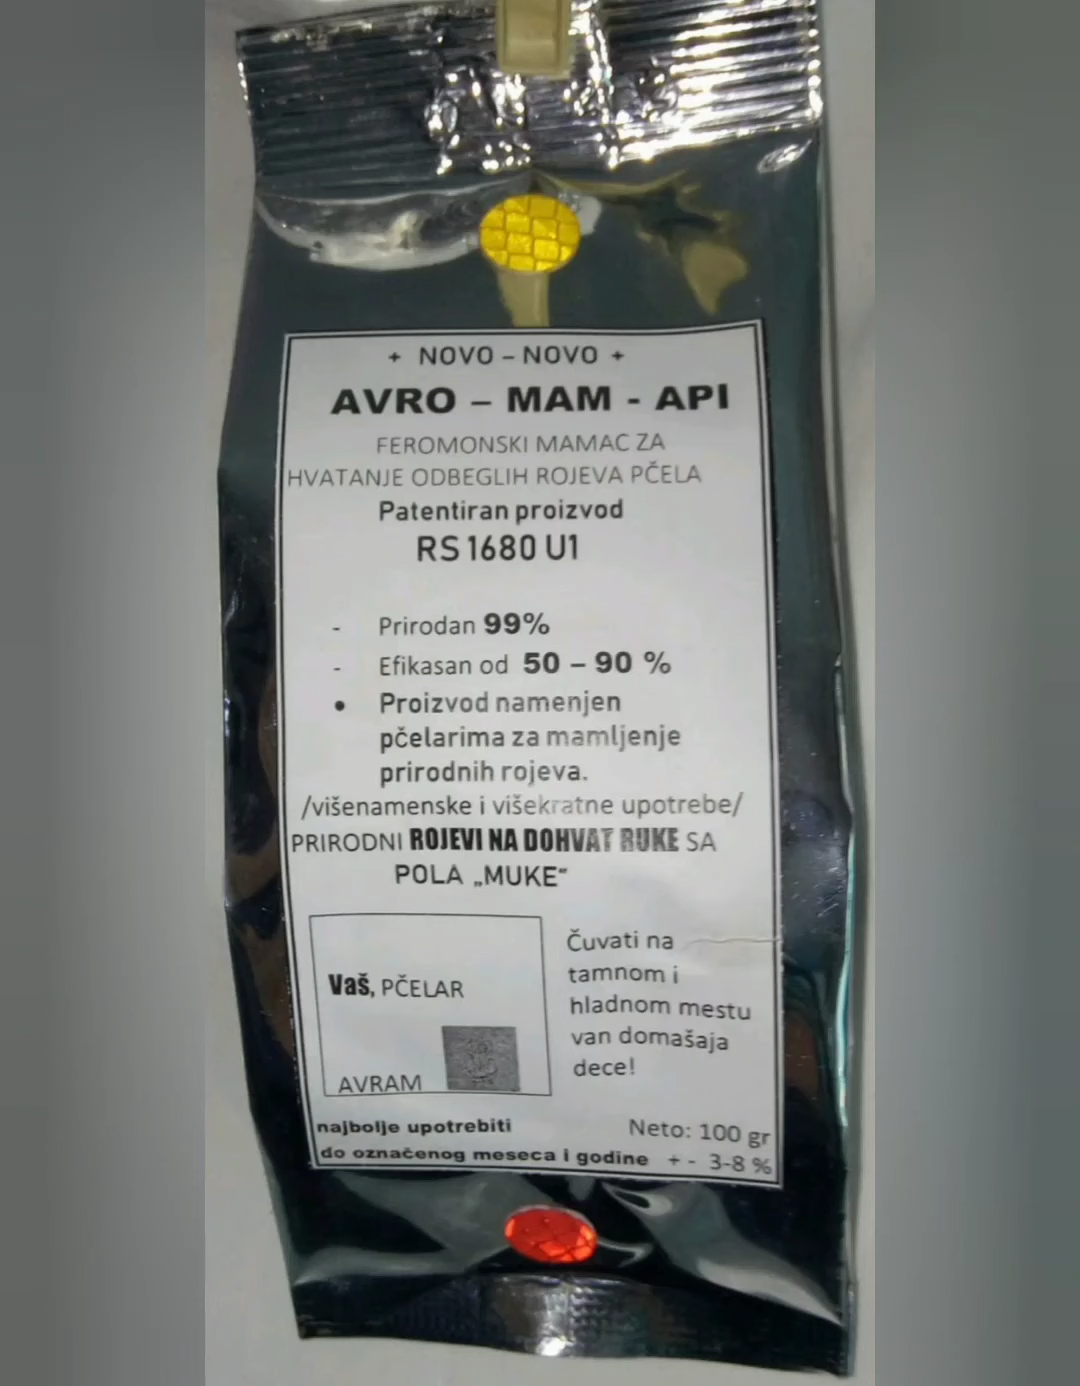 + NOVO – NOVO +
AVRO – MAM - API
FEROMONSKI MAMAC ZA
HVATANJE ODBEGLIH ROJEVA PČELA
Patentiran proizvod
RS 1680 U1
- Prirodan 99%
- Efikasan od 50 – 90 %
• Proizvod namenjen
pčelarima za mamljenje
prirodnih rojeva.
/višenamenske i višekratne upotrebe/
PRIRODNI ROJEVI NA DOHVAT RUKE SA
POLA „MUKE“
Vaš, PČELAR
AVRAM
Čuvati na
tamnom i
hladnom mestu
van domašaja
dece!
najbolje upotrebiti
do označenog meseca i godine
Neto: 100 gr
+ - 3-8 %